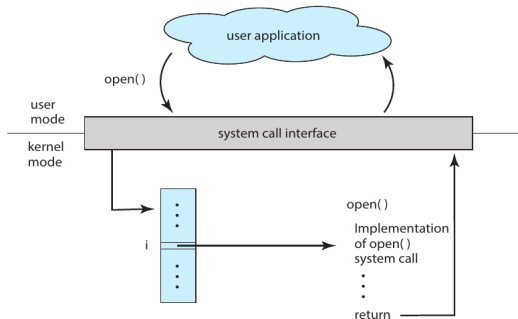 user application
open( )
user
mode
system call interface
kernel
mode
i
open( )
Implementation
of open( )
system call
return